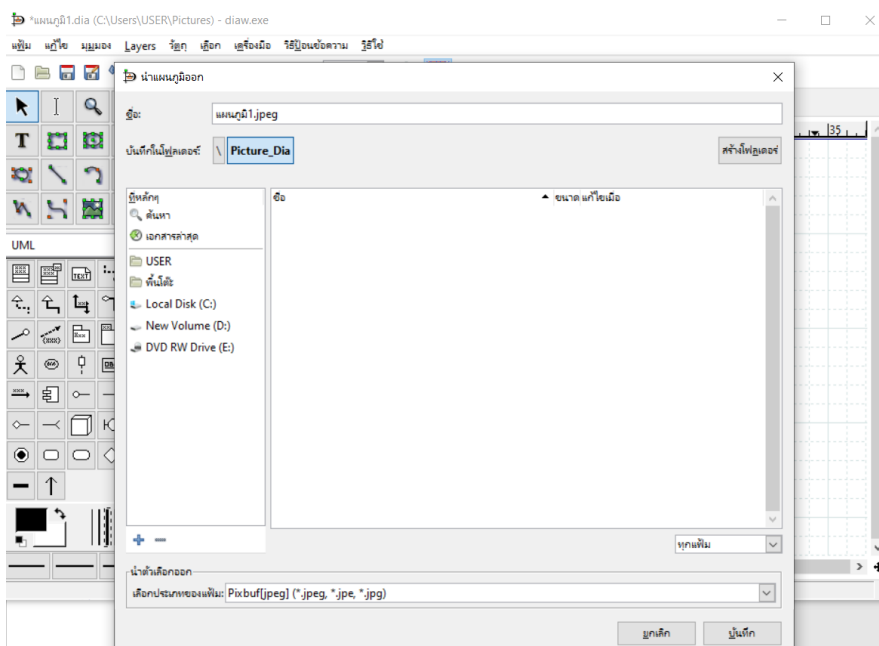 *แผนภูมิ1.dia (C:\Users\USER\Pictures) - diaw.exe
แฟ้ม แก้ไข มุมมอง Layers วัตถุ เลือก เครื่องมือ วิธีป้อนข้อความ วิธีใช้
นำแผนภูมิออก
ชื่อ: แผนภูมิ1.jpeg
บันทึกในโฟลเดอร์: \ Picture_Dia สร้างโฟลเดอร์
35
ที่หลักๆ
ชื่อ ขนาด แก้ไขเมื่อ
ค้นหา
เอกสารล่าสุด
UML
USER
พื้นโต๊ะ
TEXT
Local Disk (C:)
New Volume (D:)
DVD RW Drive (E:)
ทุกแฟ้ม
นำตัวเลือกออก
เลือกประเภทของแฟ้ม: Pixbuf[jpeg] (*.jpeg, *.jpe, *.jpg)
ยกเลิก บันทึก